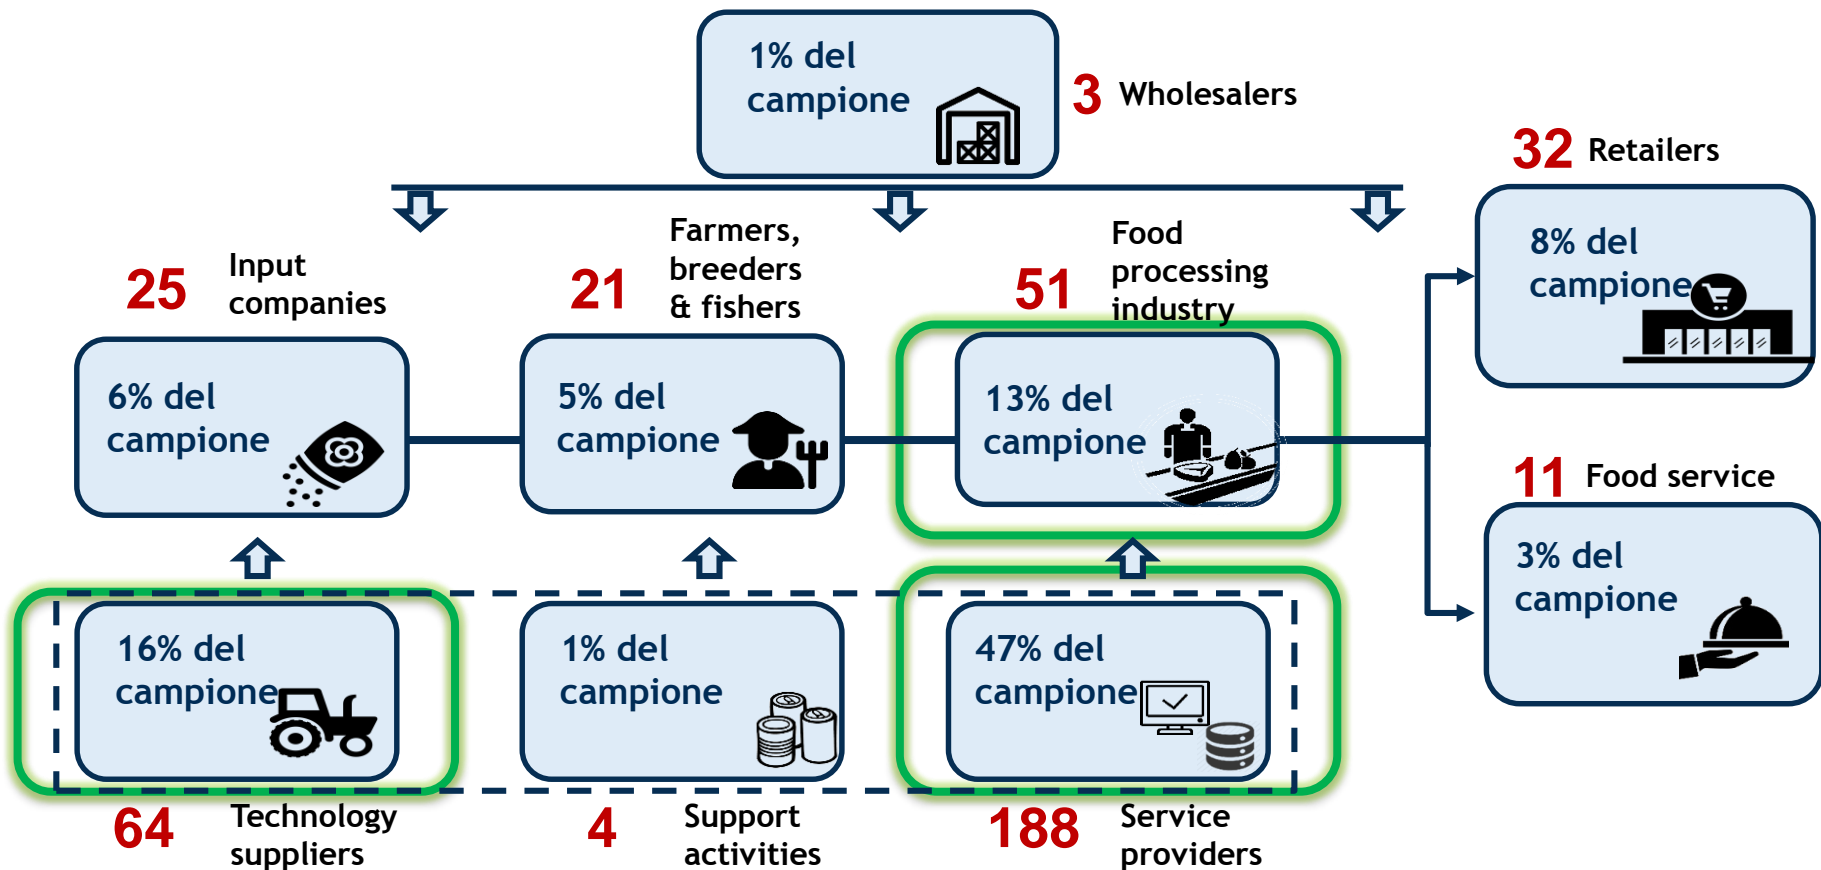 1% del
campione
3 Wholesalers
32 Retailers
8% del
campione
25 Input
companies
21 Farmers,
breeders
& fishers
51 Food
processing
industry
6% del
campione
5% del
campione
13% del
campione
11 Food service
3% del
campione
16% del
campione
1% del
campione
47% del
campione
64 Technology
suppliers
4 Support
activities
188 Service
providers